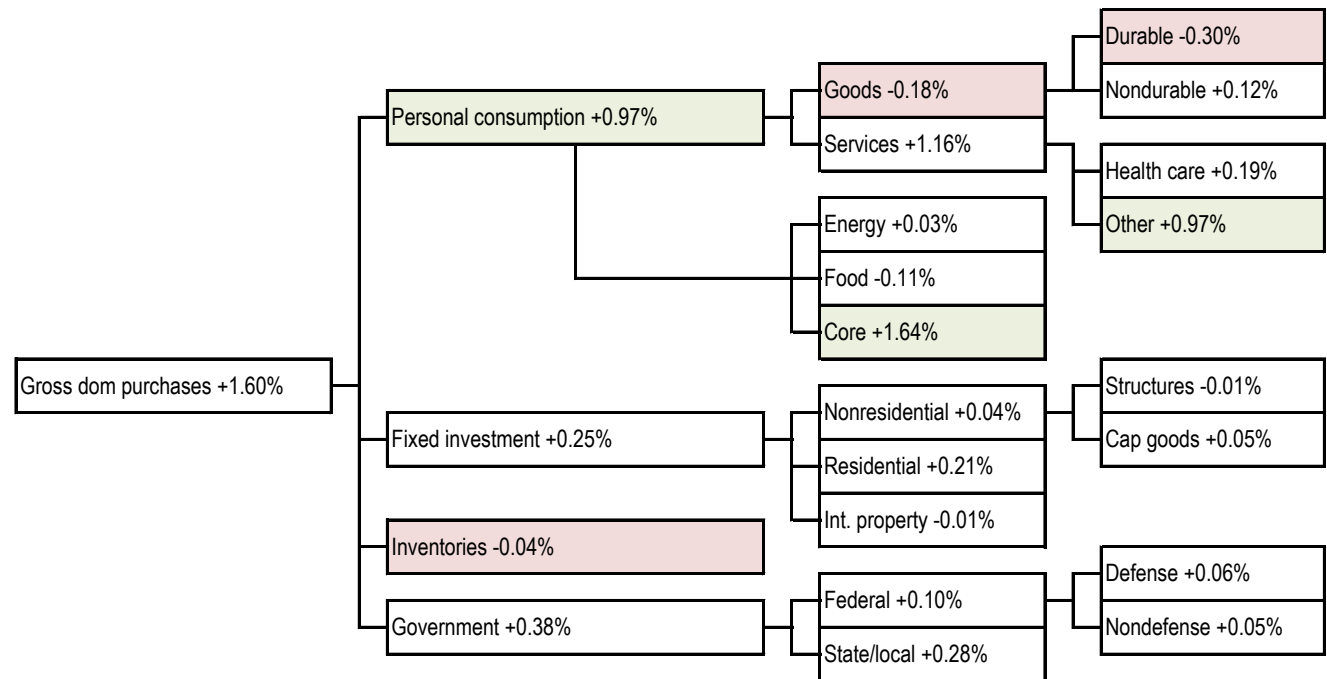 Gross dom purchases +1.60%
Personal consumption +0.97%
Goods -0.18%
Durable -0.30%
Nondurable +0.12%
Services +1.16%
Health care +0.19%
Other +0.97%
Energy +0.03%
Food -0.11%
Core +1.64%
Fixed investment +0.25%
Nonresidential +0.04%
Structures -0.01%
Cap goods +0.05%
Residential +0.21%
Int. property -0.01%
Inventories -0.04%
Government +0.38%
Federal +0.10%
Defense +0.06%
Nondefense +0.05%
State/local +0.28%